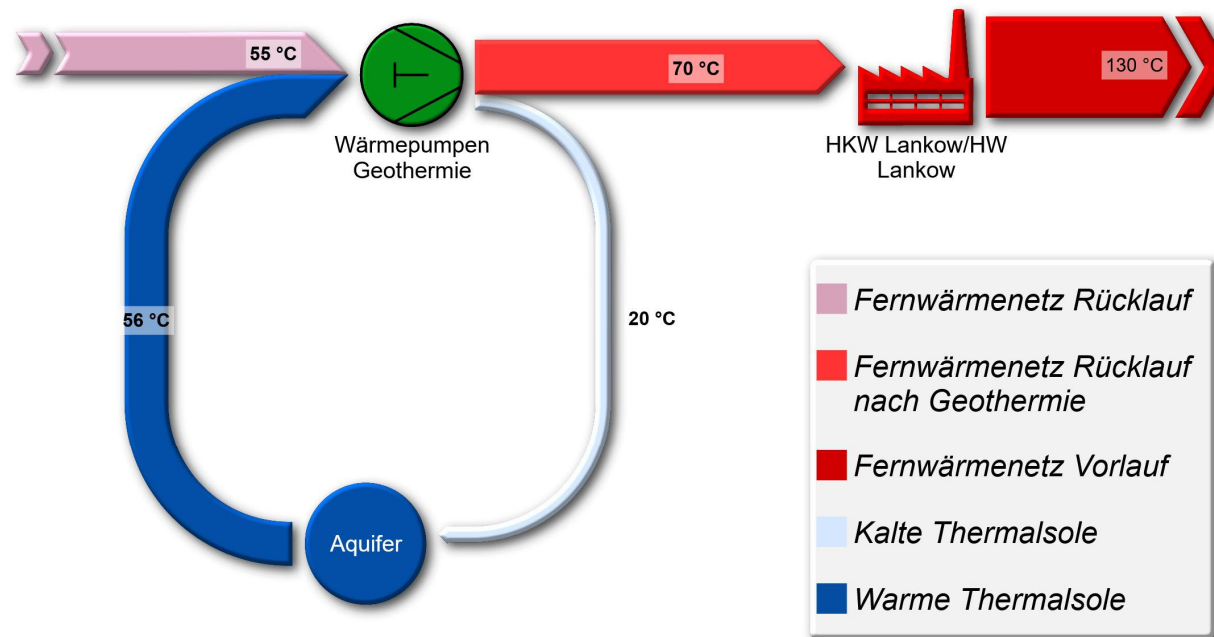 55 °C
70 °C
130 °C
Wärmepumpen
Geothermie
HKW Lankow/HW
Lankow
56 °C
20 °C
Aquifer
Fernwärmenetz Rücklauf
Fernwärmenetz Rücklauf
nach Geothermie
Fernwärmenetz Vorlauf
Kalte Thermalsole
Warme Thermalsole